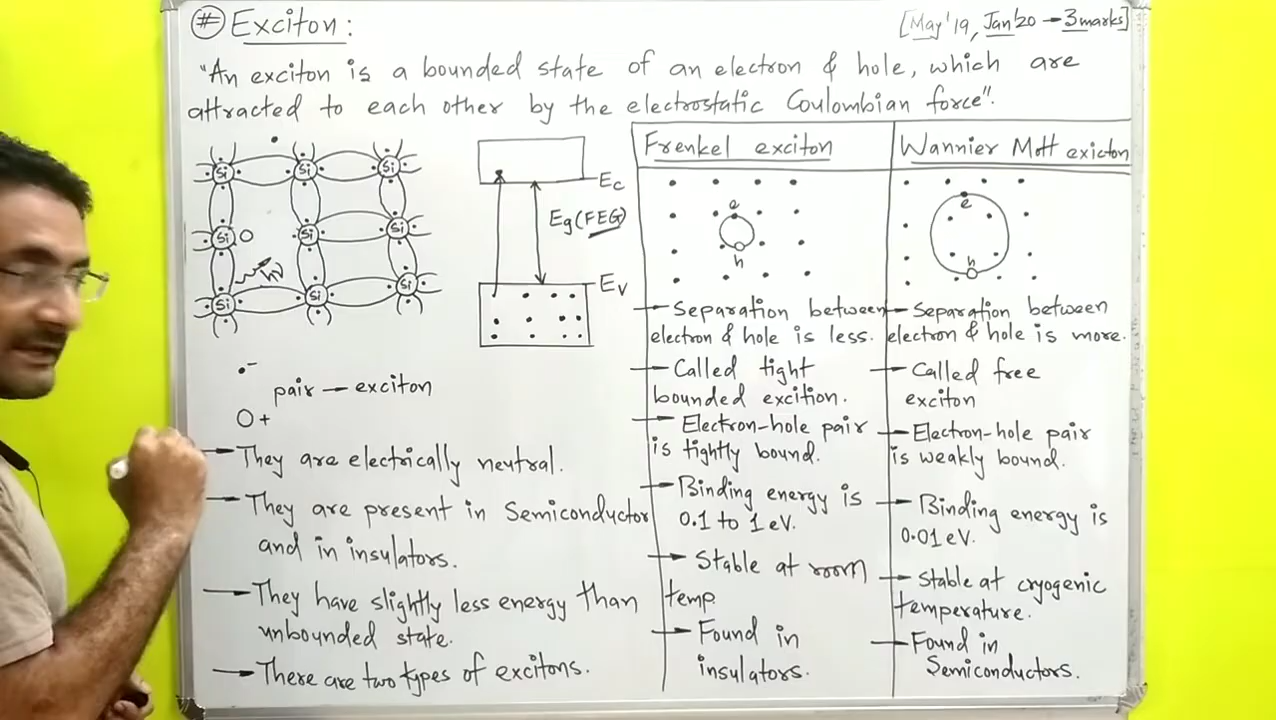 # Exciton:
[May'19, Jan'20 → 3marks]
"An exciton is a bounded state of an electron & hole, which are
attracted to each other by the electrostatic Coulombian force".
Si Si Si
Si Si Si
hν
Si Si Si
Ec
Eg (FEG)
Ev
- pair — exciton
+
→ They are electrically neutral.
→ They are present in Semiconductor
and in insulators.
→ They have slightly less energy than
unbounded state.
→ There are two types of excitons.
Frenkel exciton
e
h
→ Separation between
electron & hole is less.
→ Called tight
bounded excition.
→ Electron-hole pair
is tightly bound.
→ Binding energy is
0.1 to 1 eV.
→ Stable at room
temp.
→ Found in
insulators.
Wannier Mott exicton
e
h
→ Separation between
electron & hole is more.
→ Called free
exciton
→ Electron-hole pair
is weakly bound.
→ Binding energy is
0.01 eV.
→ Stable at cryogenic
temperature.
→ Found in
Semiconductors.